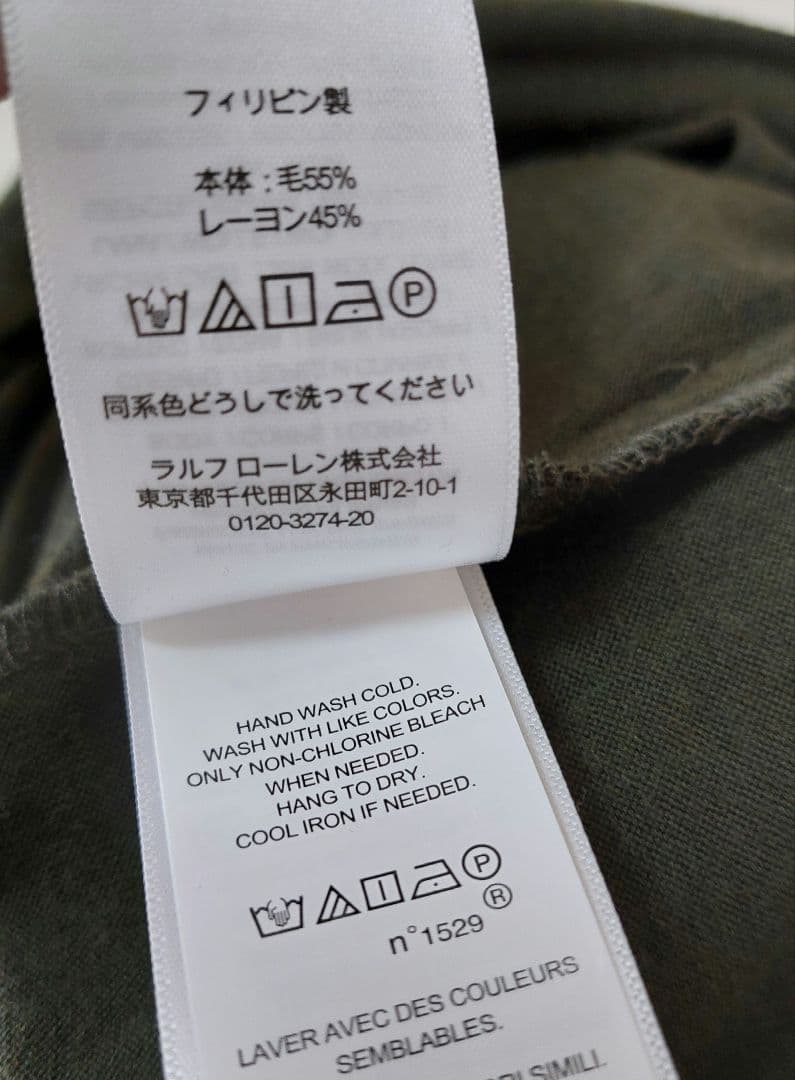 フィリピン製
本体:毛55%
レーヨン45%
P
同系色どうしで洗ってください
ラルフ ローレン株式会社
東京都千代田区永田町2-10-1
0120-3274-20
HAND WASH COLD.
WASH WITH LIKE COLORS.
ONLY NON-CHLORINE BLEACH
WHEN NEEDED.
HANG TO DRY.
COOL IRON IF NEEDED.
P
®
n°1529
LAVER AVEC DES COULEURS
SEMBLABLES.